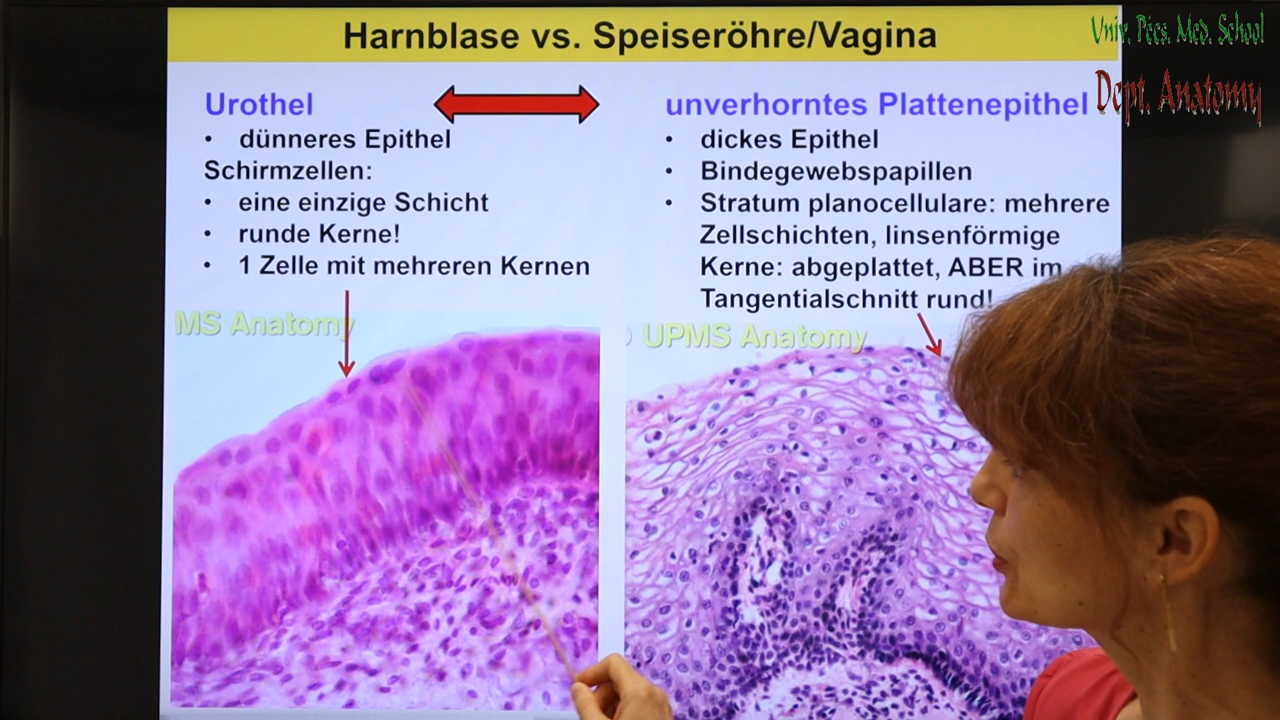 Harnblase vs. Speiseröhre/Vagina
Univ. Pécs. Med. School
Dept. Anatomy
Urothel
• dünneres Epithel
Schirmzellen:
• eine einzige Schicht
• runde Kerne!
• 1 Zelle mit mehreren Kernen
unverhorntes Plattenepithel
• dickes Epithel
• Bindegewebspapillen
• Stratum planocellulare: mehrere
Zellschichten, linsenförmige
Kerne: abgeplattet, ABER im
Tangentialschnitt rund!
MS Anatomy
UPMS Anatomy